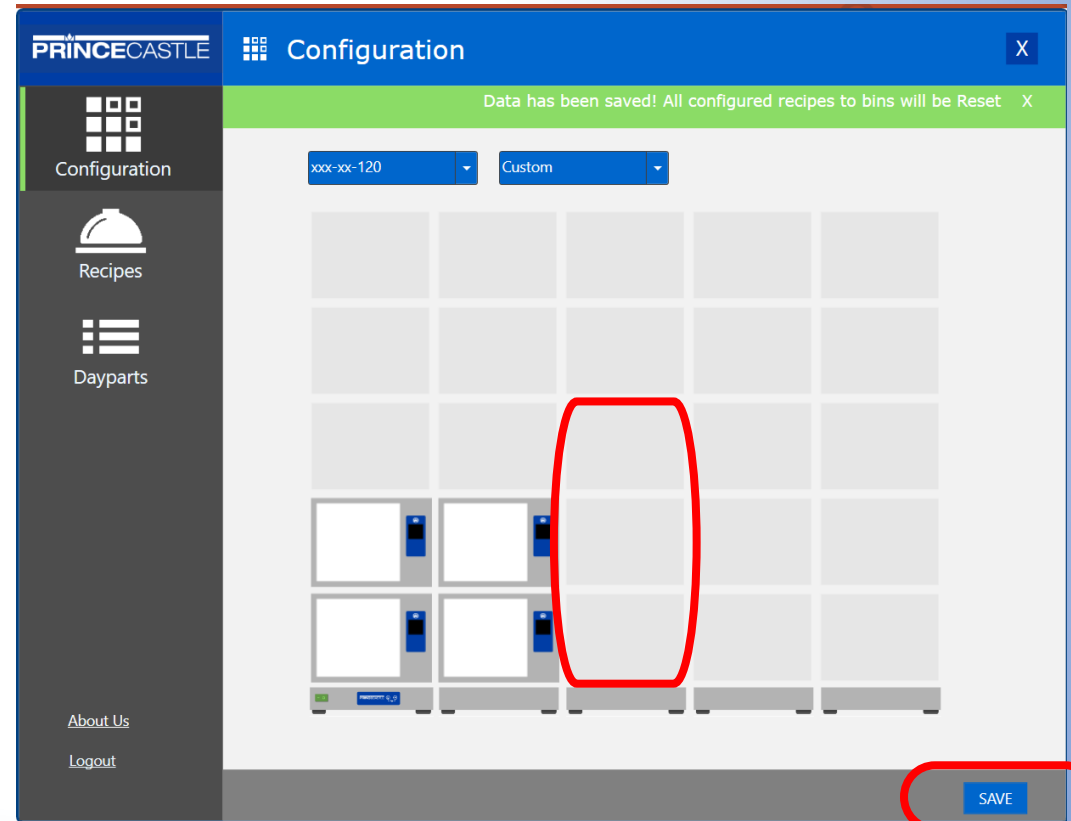 PRINCECASTLE
Configuration
X
Data has been saved! All configured recipes to bins will be Reset X
Configuration
xxx-xx-120
Custom
Recipes
Dayparts
About Us
Logout
SAVE